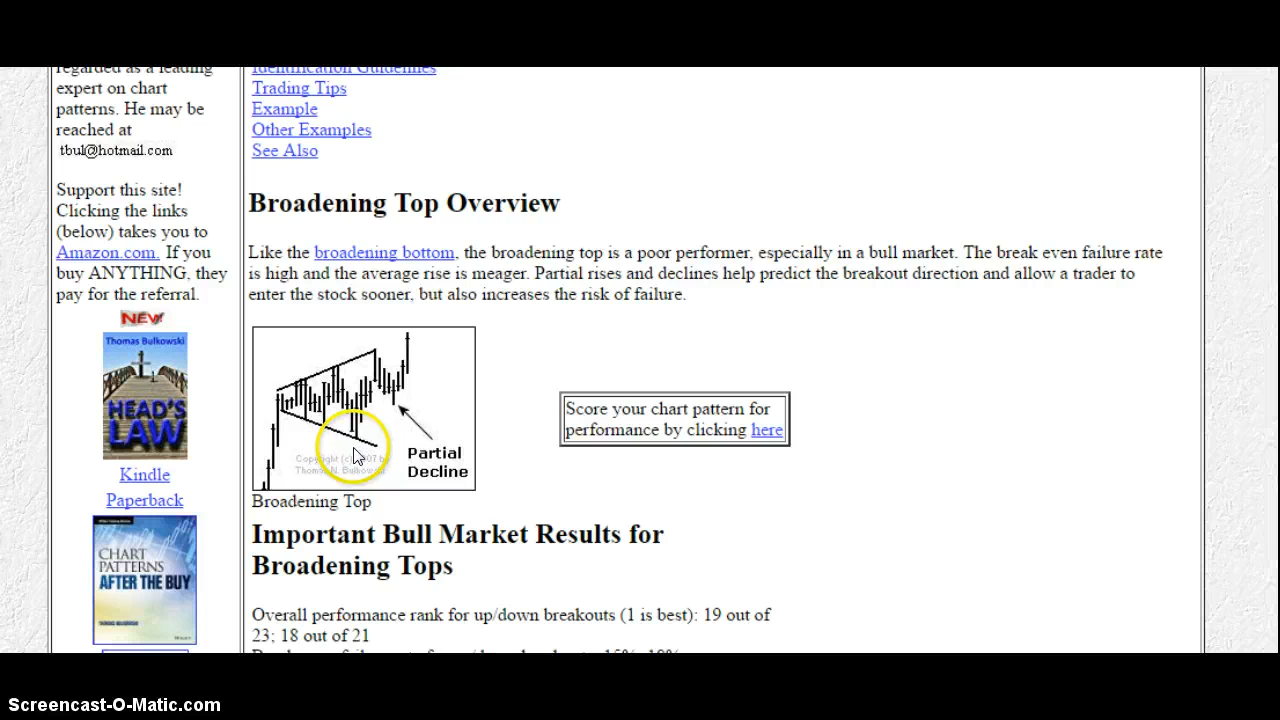 regarded as a leading
expert on chart
patterns. He may be
reached at
tbul@hotmail.com
Support this site!
Clicking the links
(below) takes you to
Amazon.com. If you
buy ANYTHING, they
pay for the referral.
NEW
Thomas Bulkowski
HEAD'S
LAW
Kindle
Paperback
CHART
PATTERNS
AFTER THE BUY
Identification Guidelines
Trading Tips
Example
Other Examples
See Also
Broadening Top Overview
Like the broadening bottom, the broadening top is a poor performer, especially in a bull market. The break even failure rate
is high and the average rise is meager. Partial rises and declines help predict the breakout direction and allow a trader to
enter the stock sooner, but also increases the risk of failure.
Partial
Decline
Thomas N. Bulkowski
Broadening Top
Score your chart pattern for
performance by clicking here
Important Bull Market Results for
Broadening Tops
Overall performance rank for up/down breakouts (1 is best): 19 out of
23; 18 out of 21
Screencast-O-Matic.com